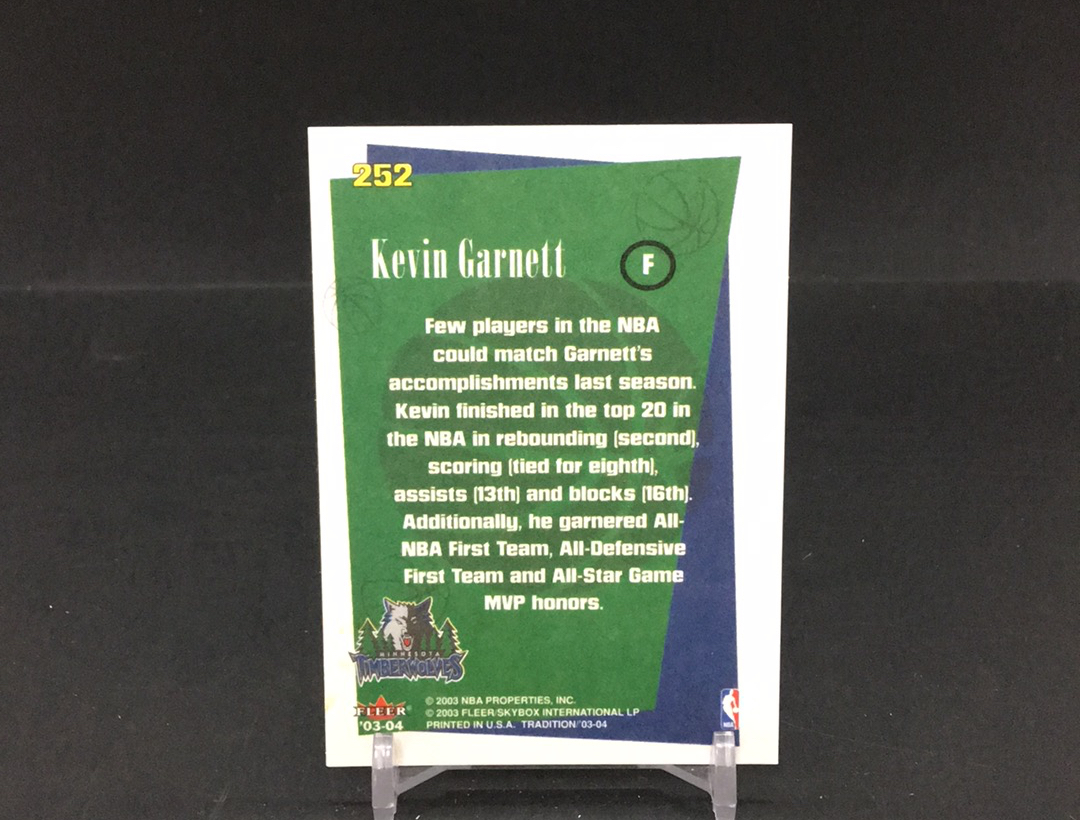 252
Kevin Garnett
F
Few players in the NBA
could match Garnett's
accomplishments last season.
Kevin finished in the top 20 in
the NBA in rebounding (second),
scoring (tied for eighth),
assists (13th) and blocks (16th).
Additionally, he garnered All-
NBA First Team, All-Defensive
First Team and All-Star Game
MVP honors.
MINNESOTA
TIMBERWOLVES
FLEER®
'03-04
© 2003 NBA PROPERTIES, INC.
© 2003 FLEER/SKYBOX INTERNATIONAL LP
PRINTED IN U.S.A. TRADITION/'03-04
NBA